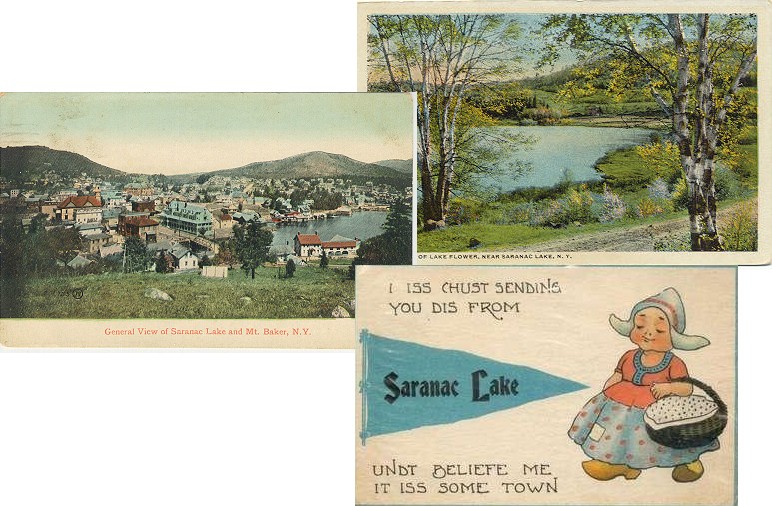 OF LAKE FLOWER, NEAR SARANAC LAKE, N. Y.
General View of Saranac Lake and Mt. Baker, N.Y.
I ISS CHUST SENDING
YOU DIS FROM
Saranac Lake
UNDT BELIEFE ME
IT ISS SOME TOWN